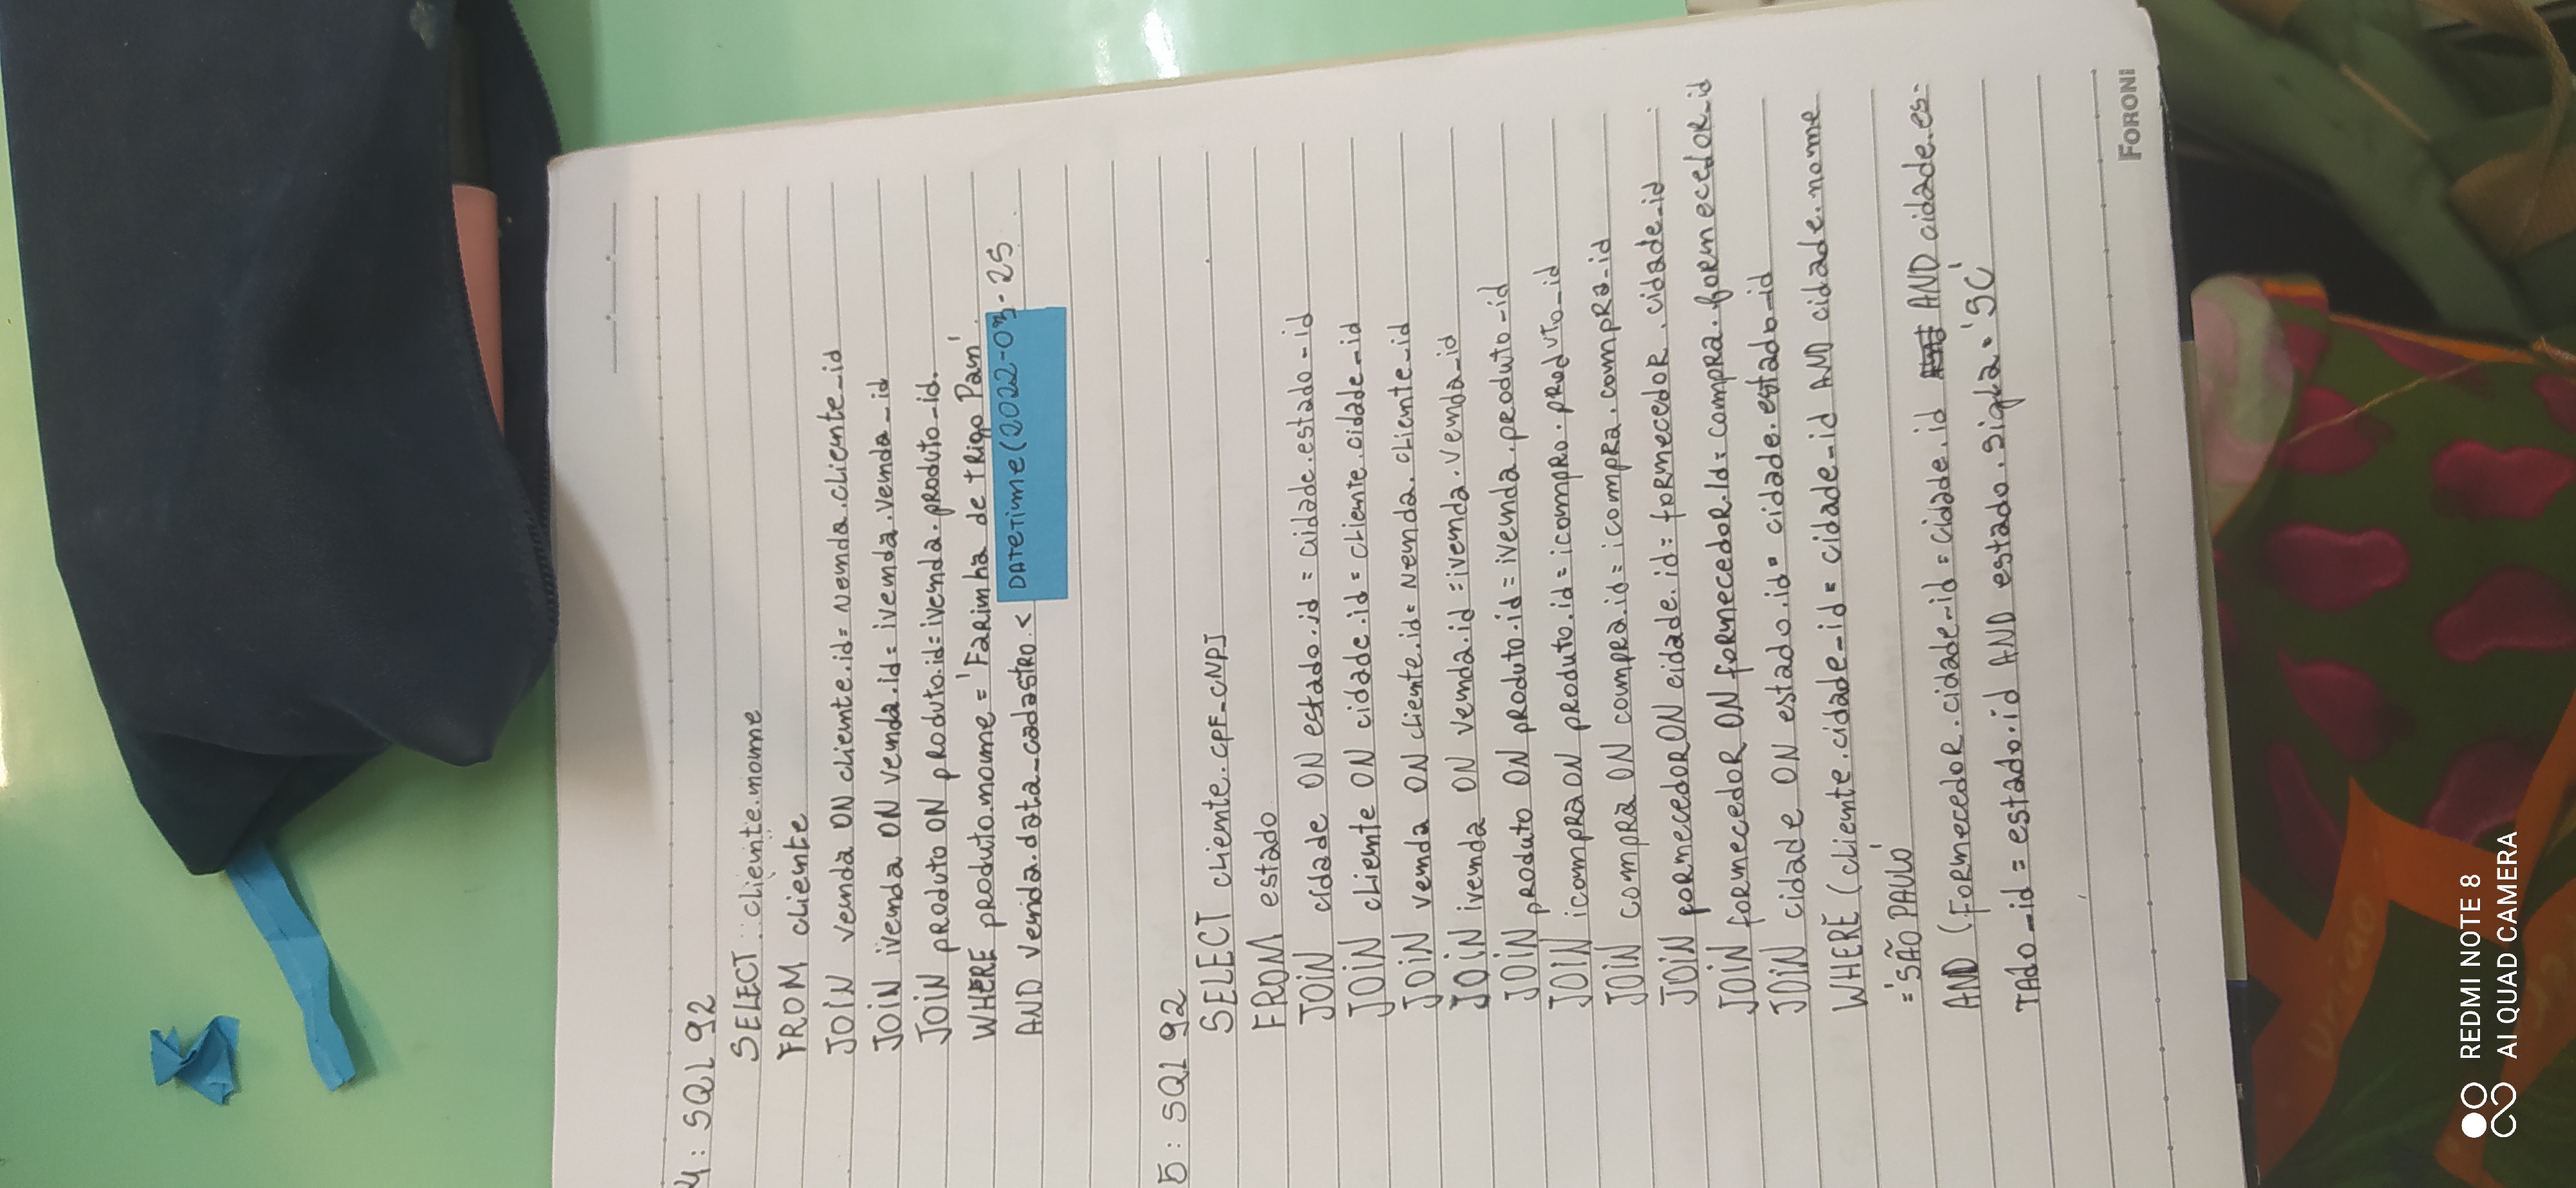 4: SQL 92
SELECT cliente.nome
FROM cliente
JOIN venda ON cliente.id= venda.cliente_id
JOIN ivenda ON venda.id= ivenda.venda_id
JOIN produto ON produto.id= ivenda.produto_id.
WHERE produto.nome = 'Farinha de trigo Pan'.
AND venda.data_cadastro < DATETime(2022-03-25
5: SQL 92
SELECT cliente.CPF_CNPJ
FROM estado
JOIN cidade ON estado.id = cidade.estado_id
JOIN cliente ON cidade.id = cliente.cidade_id
JOIN venda ON cliente.id= venda.cliente_id
JOIN ivenda ON venda.id =ivenda.venda_id
JOIN produto ON produto.id = ivenda.produto_id
JOIN icompra ON produto.id = icompro.produto_id
JOIN compra ON compra.id= icompra.compra_id
JOIN fornecedor ON cidade.id= fornecedor.cidade_id
JOIN fornecedor ON fornecedor.Id= compra.fornecedor_id
JOIN cidade ON estado.id= cidade.estado_id
WHERE (cliente.cidade_id = cidade_id AND cidade.nome
='SÃO PAULO'
AND (Fornecedor.cidade_id = cidade.id AND cidade.es-
TAdo_id = estado.id AND estado.sigla = 'SC'
FORONI
REDMI NOTE 8
AI QUAD CAMERA